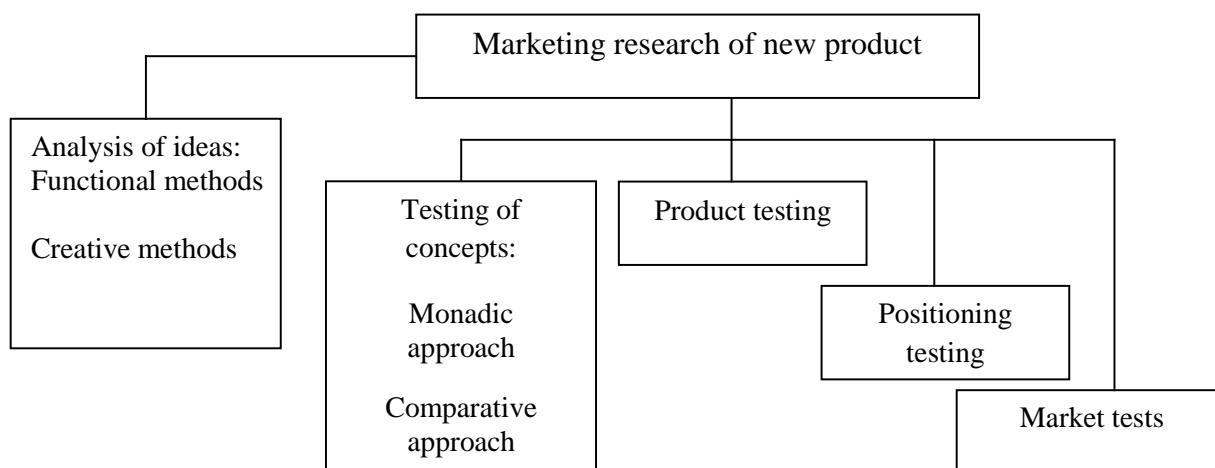 Marketing research of new product
Analysis of ideas:
Functional methods
Creative methods
Testing of
concepts:
Monadic
approach
Comparative
approach
Product testing
Positioning
testing
Market tests